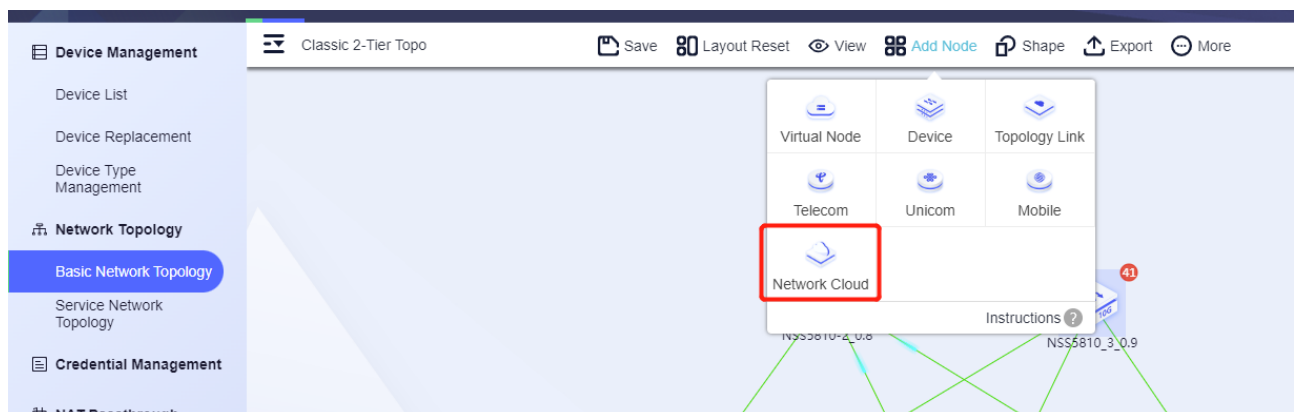 Classic 2-Tier Topo
Save
Layout Reset
View
Add Node
Shape
Export
More
Device Management
Device List
Device Replacement
Device Type
Management
Network Topology
Basic Network Topology
Service Network
Topology
Credential Management
Virtual Node
Device
Topology Link
Telecom
Unicom
Mobile
Network Cloud
Instructions ?
41
10G
NSS5810-2_0.8
NSS5810_3_0.9